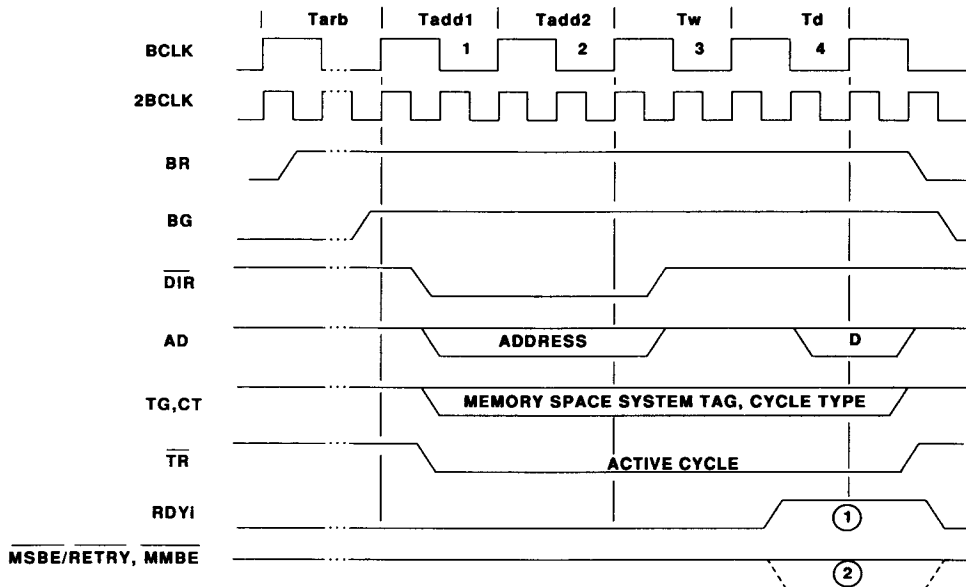 Tarb Tadd1 Tadd2 Tw Td
BCLK 1 2 3 4
2BCLK
BR
BG
DIR
AD ADDRESS D
TG,CT MEMORY SPACE SYSTEM TAG, CYCLE TYPE
TR ACTIVE CYCLE
RDYi 1
MSBE/RETRY, MMBE 2